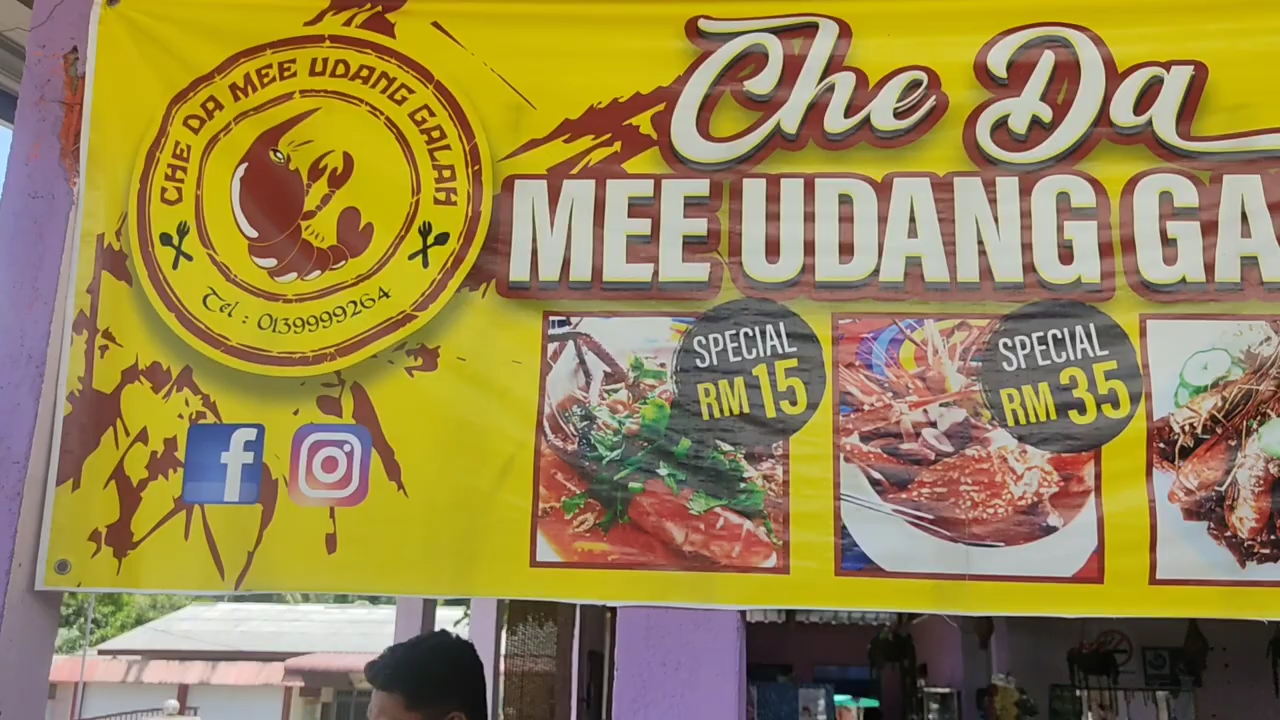 CHE DA MEE UDANG GALAH
Tel : 0139999264
Che Da
MEE UDANG GA
SPECIAL
RM 15
SPECIAL
RM 35
f